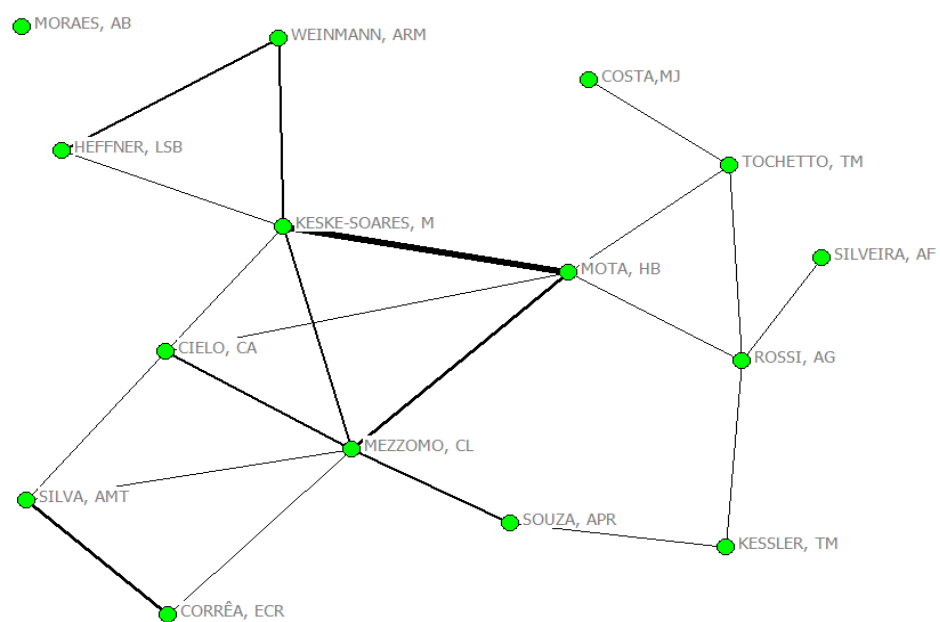 MORAES, AB
WEINMANN, ARM
COSTA,MJ
HEFFNER, LSB
TOCHETTO, TM
KESKE-SOARES, M
SILVEIRA, AF
MOTA, HB
CIELO, CA
ROSSI, AG
MEZZOMO, CL
SILVA, AMT
SOUZA, APR
KESSLER, TM
CORRÊA, ECR